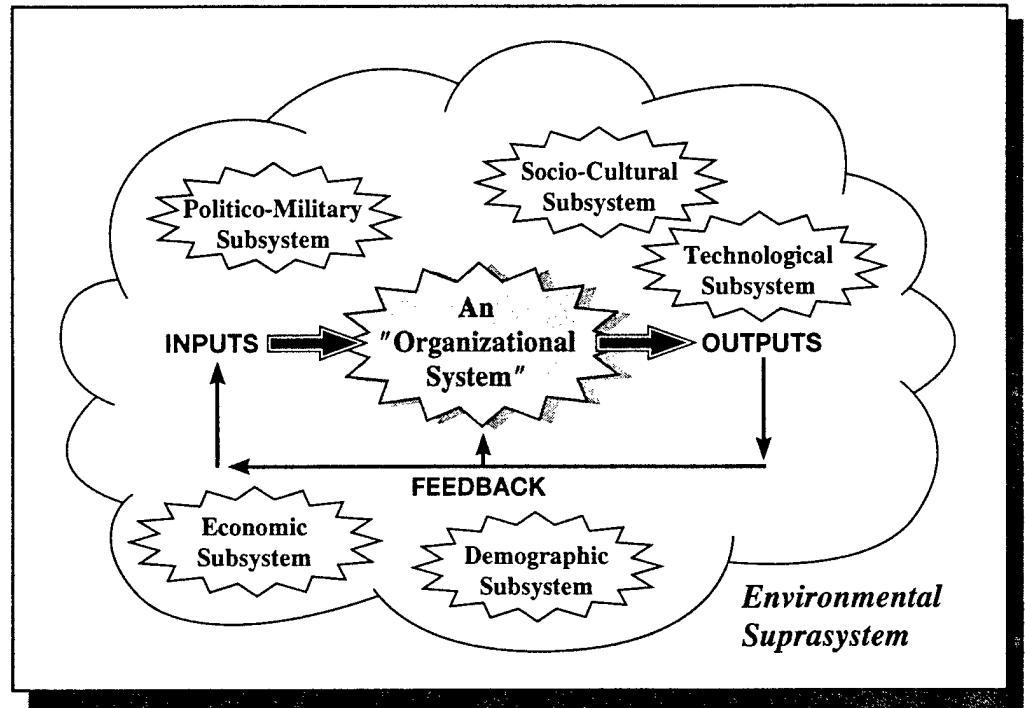 Socio-Cultural
Subsystem
Politico-Military
Subsystem
Technological
Subsystem
An
"Organizational
System"
INPUTS
OUTPUTS
FEEDBACK
Economic
Subsystem
Demographic
Subsystem
Environmental
Suprasystem